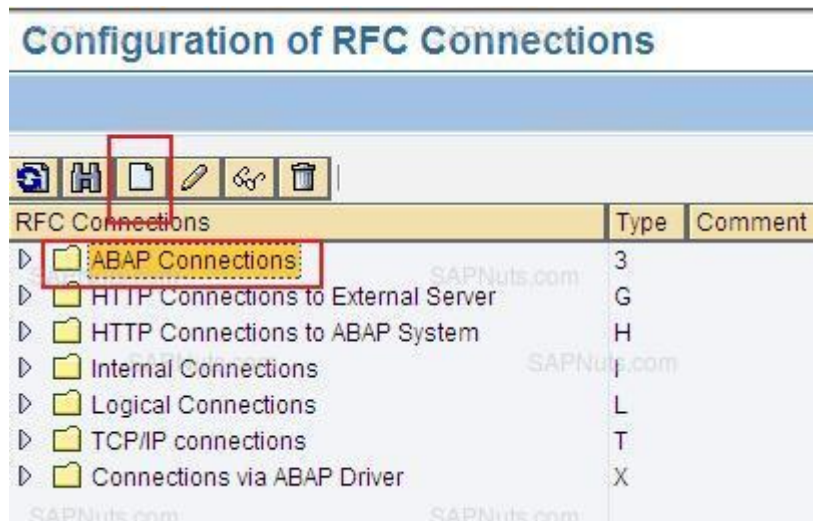 Configuration of RFC Connections
RFC Connections Type Comment
ABAP Connections 3
SAPNuts.com
HTTP Connections to External Server G
HTTP Connections to ABAP System H
SAPNuts.com
Internal Connections I
SAPNuts.com
Logical Connections L
TCP/IP connections T
Connections via ABAP Driver X
SAPNuts.com SAPNuts.com